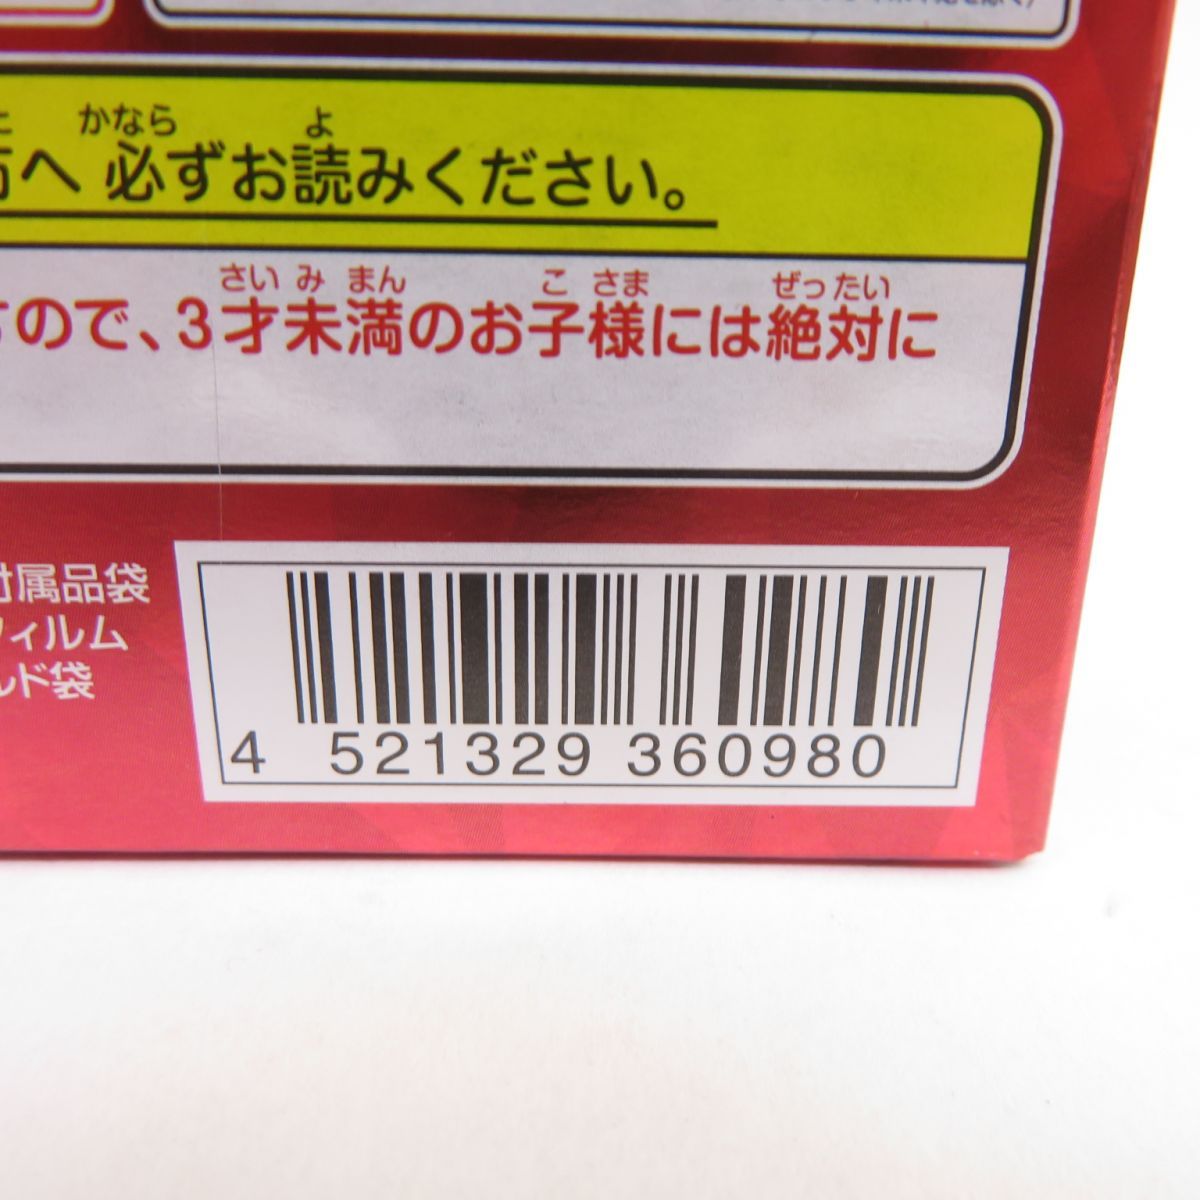 かなら よ
へ 必ずお読みください。
さい み まん こ さま ぜっ たい
ので、3才未満のお子様には絶対に
付属品袋
フィルム
ルド袋
4 521329 360980